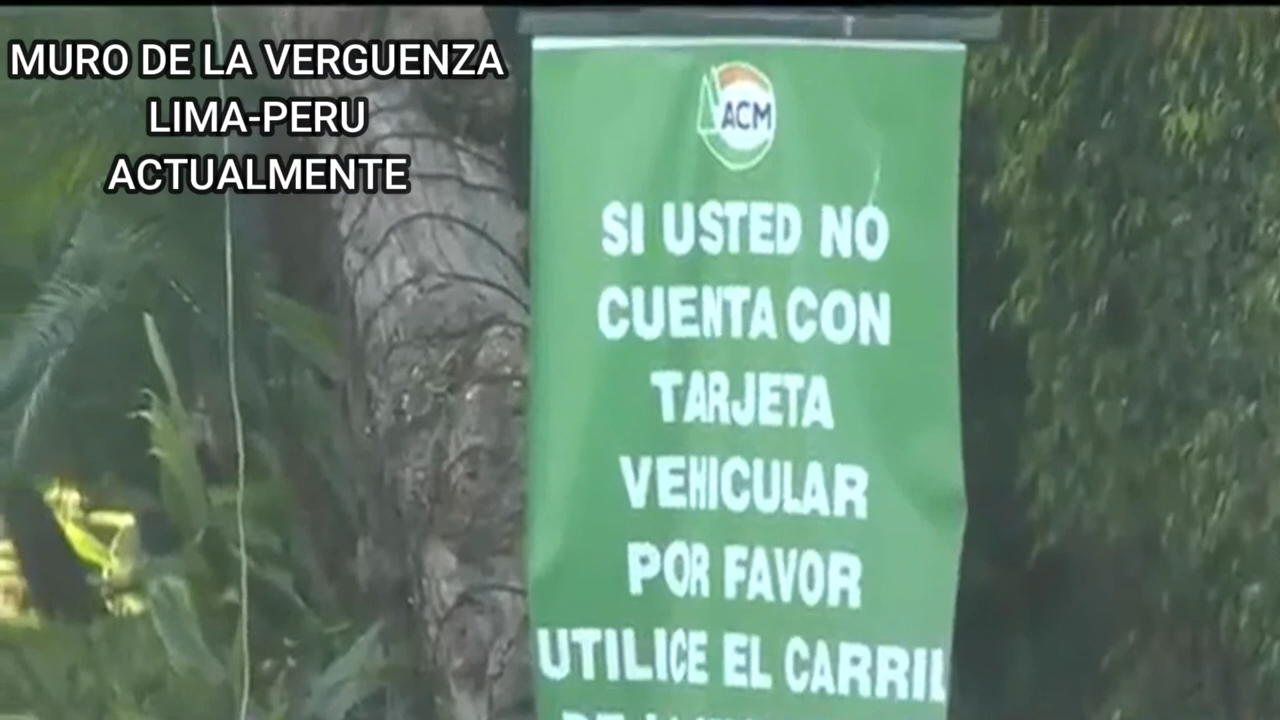 MURO DE LA VERGUENZA
LIMA-PERU
ACTUALMENTE
ACM
SI USTED NO
CUENTA CON
TARJETA
VEHICULAR
POR FAVOR
UTILICE EL CARRIL